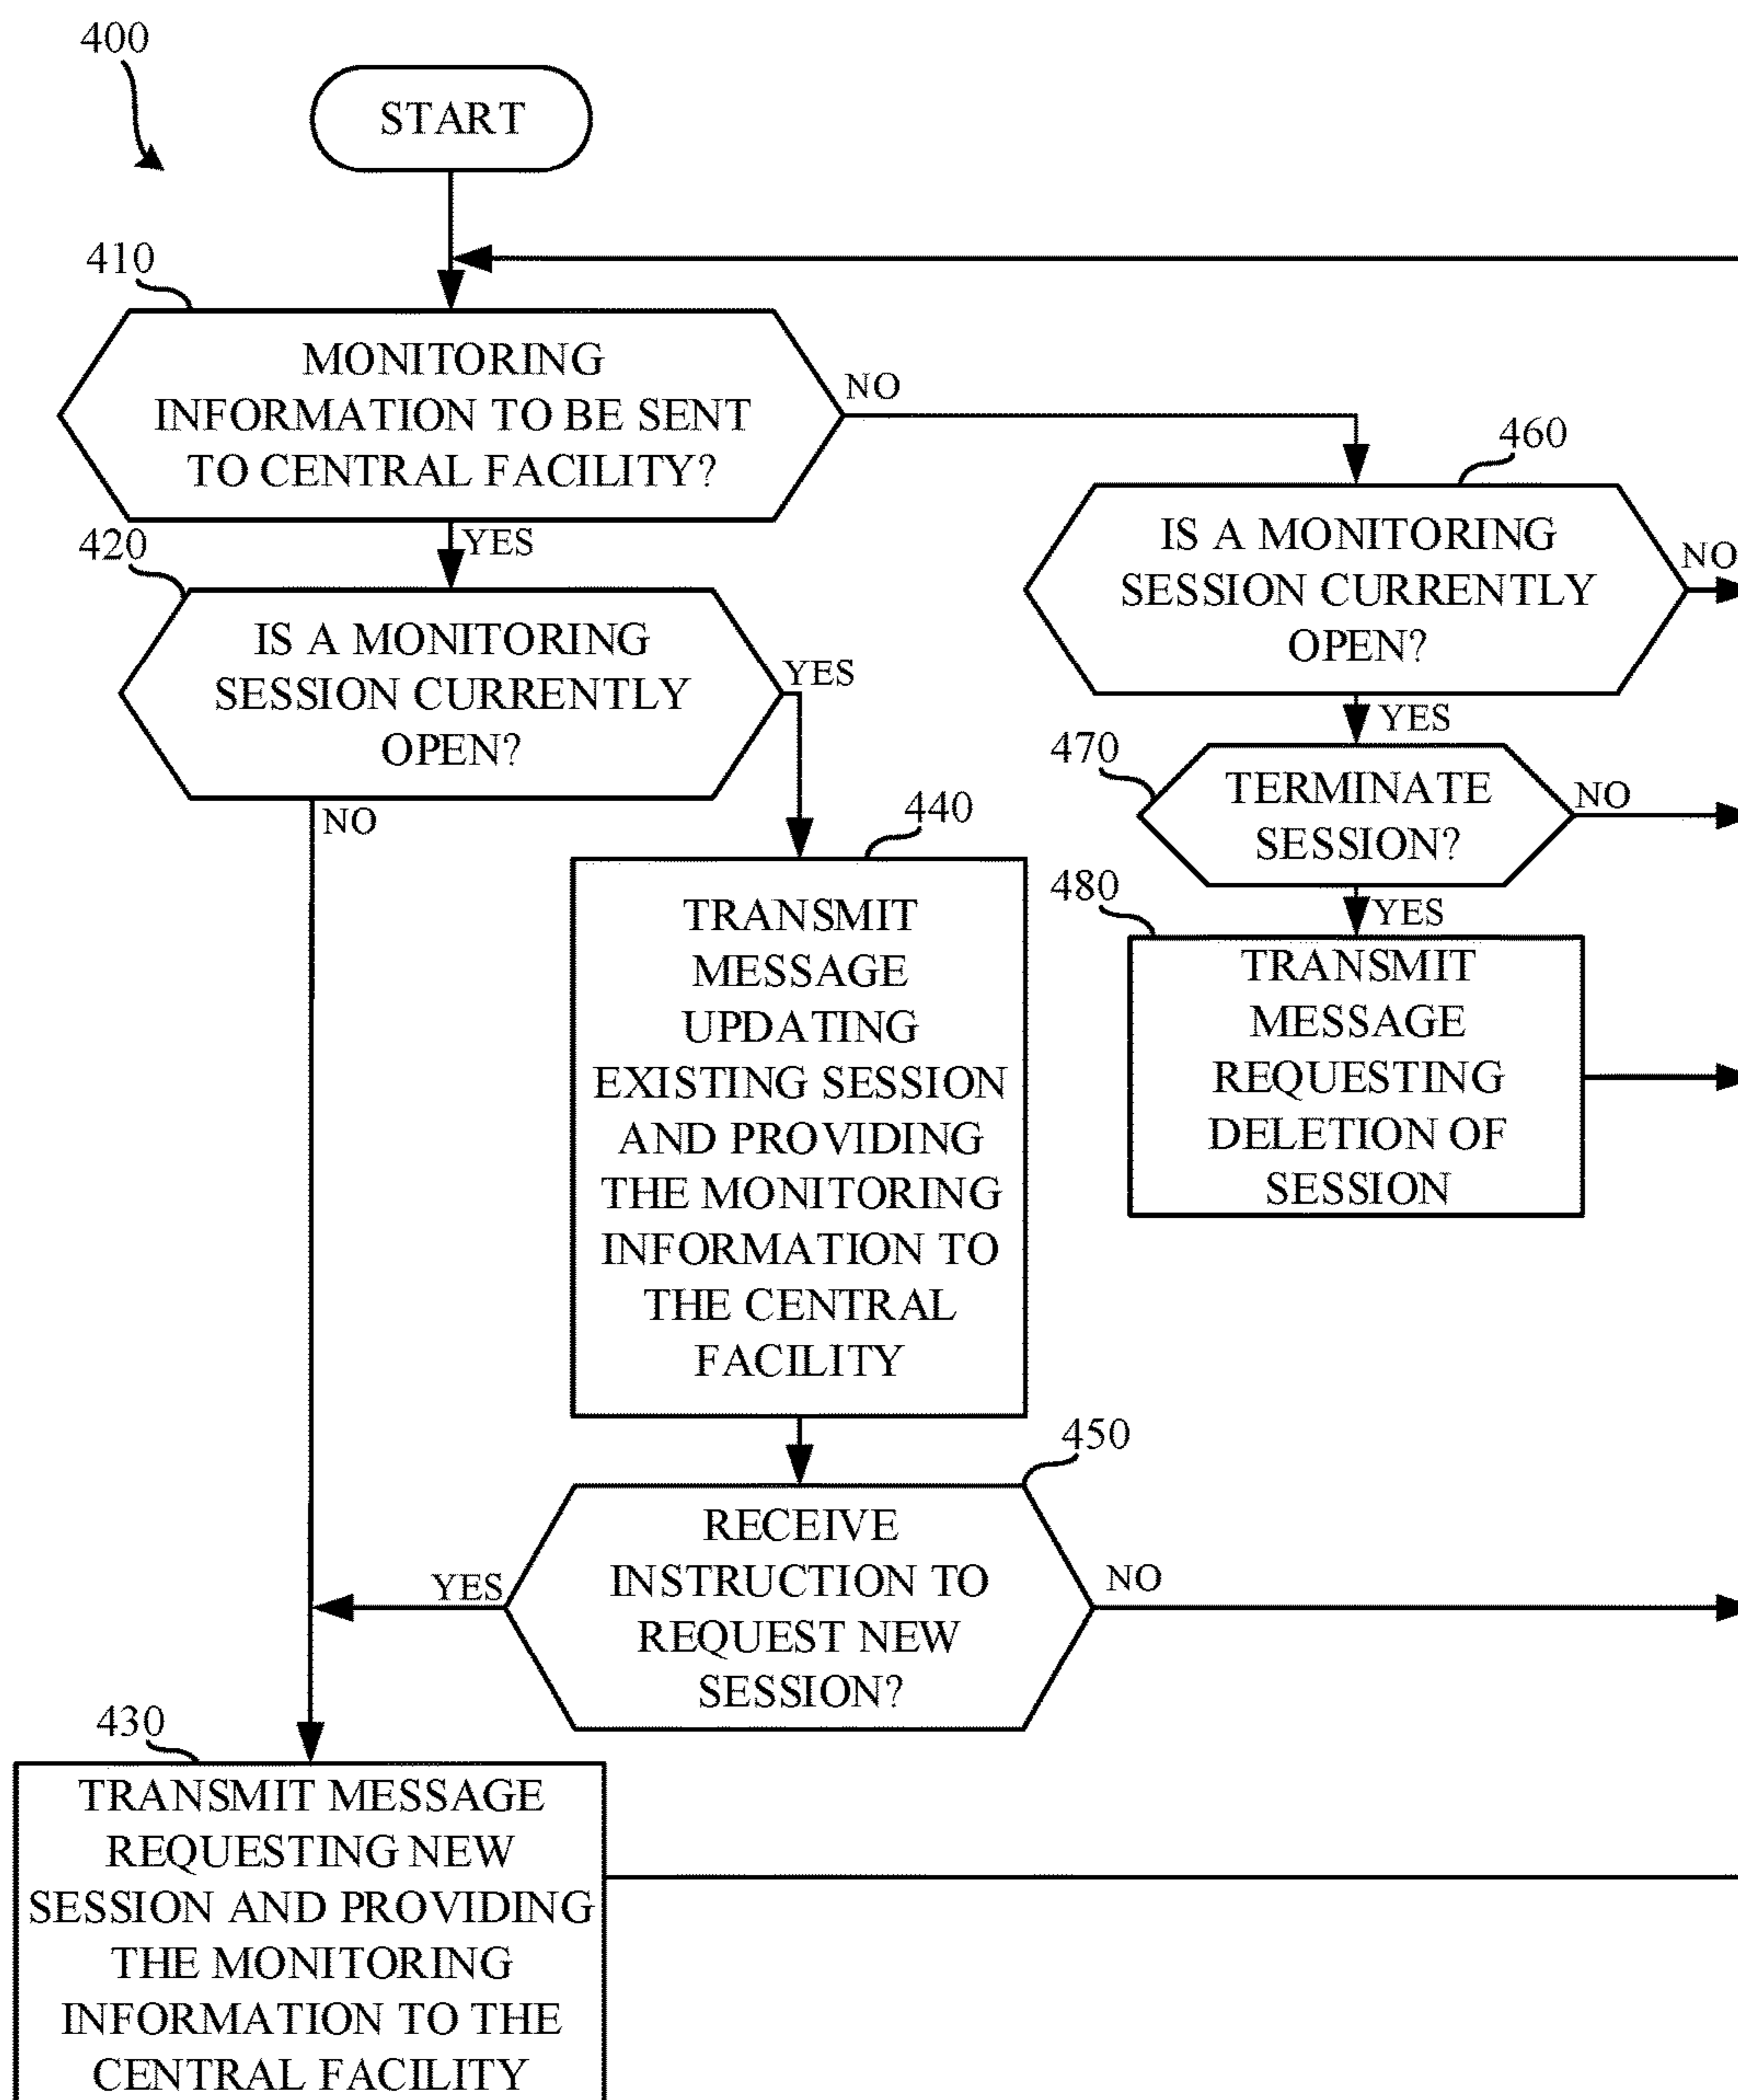 400
START
410
MONITORING
INFORMATION TO BE SENT
TO CENTRAL FACILITY?
NO
YES
420
IS A MONITORING
SESSION CURRENTLY
OPEN?
YES
NO
440
TRANSMIT
MESSAGE
UPDATING
EXISTING SESSION
AND PROVIDING
THE MONITORING
INFORMATION TO
THE CENTRAL
FACILITY
450
RECEIVE
INSTRUCTION TO
REQUEST NEW
SESSION?
YES
NO
430
TRANSMIT MESSAGE
REQUESTING NEW
SESSION AND PROVIDING
THE MONITORING
INFORMATION TO THE
CENTRAL FACILITY
460
IS A MONITORING
SESSION CURRENTLY
OPEN?
NO
YES
470
TERMINATE
SESSION?
NO
YES
480
TRANSMIT
MESSAGE
REQUESTING
DELETION OF
SESSION